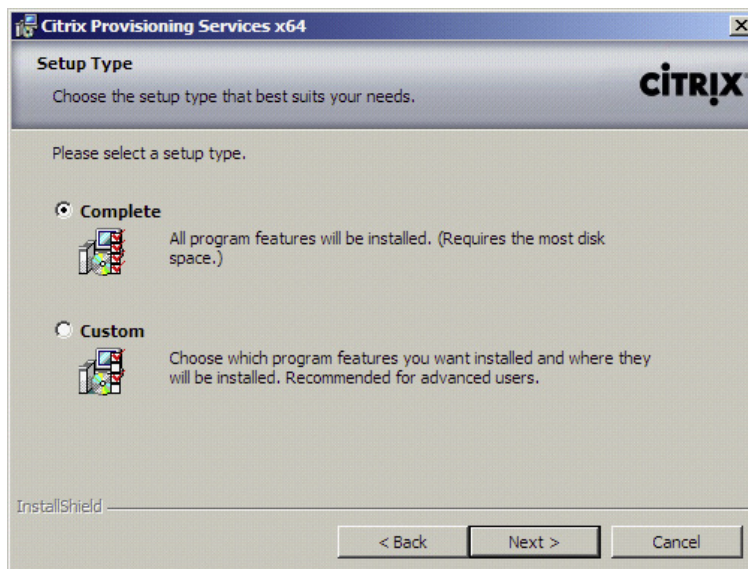 Citrix Provisioning Services x64
Setup Type
Choose the setup type that best suits your needs.
CİTRIX
Please select a setup type.
Complete
All program features will be installed. (Requires the most disk
space.)
Custom
Choose which program features you want installed and where they
will be installed. Recommended for advanced users.
InstallShield
< Back
Next >
Cancel